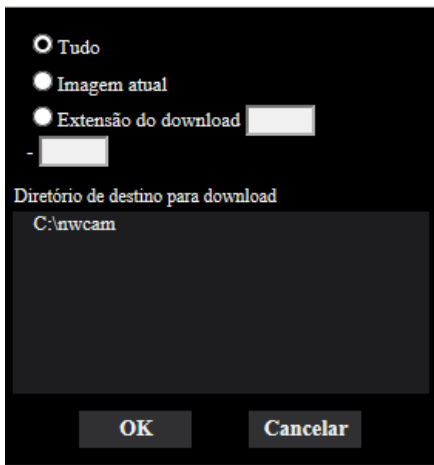 Tudo
Imagem atual
Extensão do download
-
Diretório de destino para download
C:\nwcam
OK
Cancelar